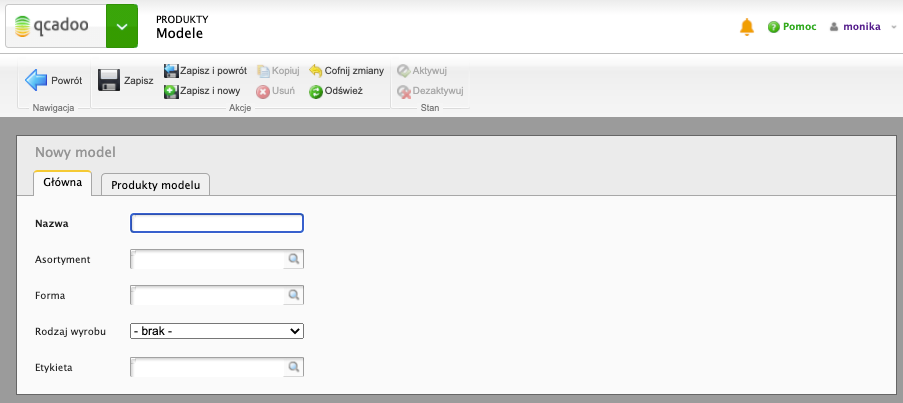 qcadoo
PRODUKTY
Modele
Pomoc
monika
Powrót
Nawigacja
Zapisz
Zapisz i powrót
Kopiuj
Cofnij zmiany
Zapisz i nowy
Usuń
Odśwież
Akcje
Aktywuj
Dezaktywuj
Stan
Nowy model
Główna
Produkty modelu
Nazwa
Asortyment
Forma
Rodzaj wyrobu
- brak -
Etykieta